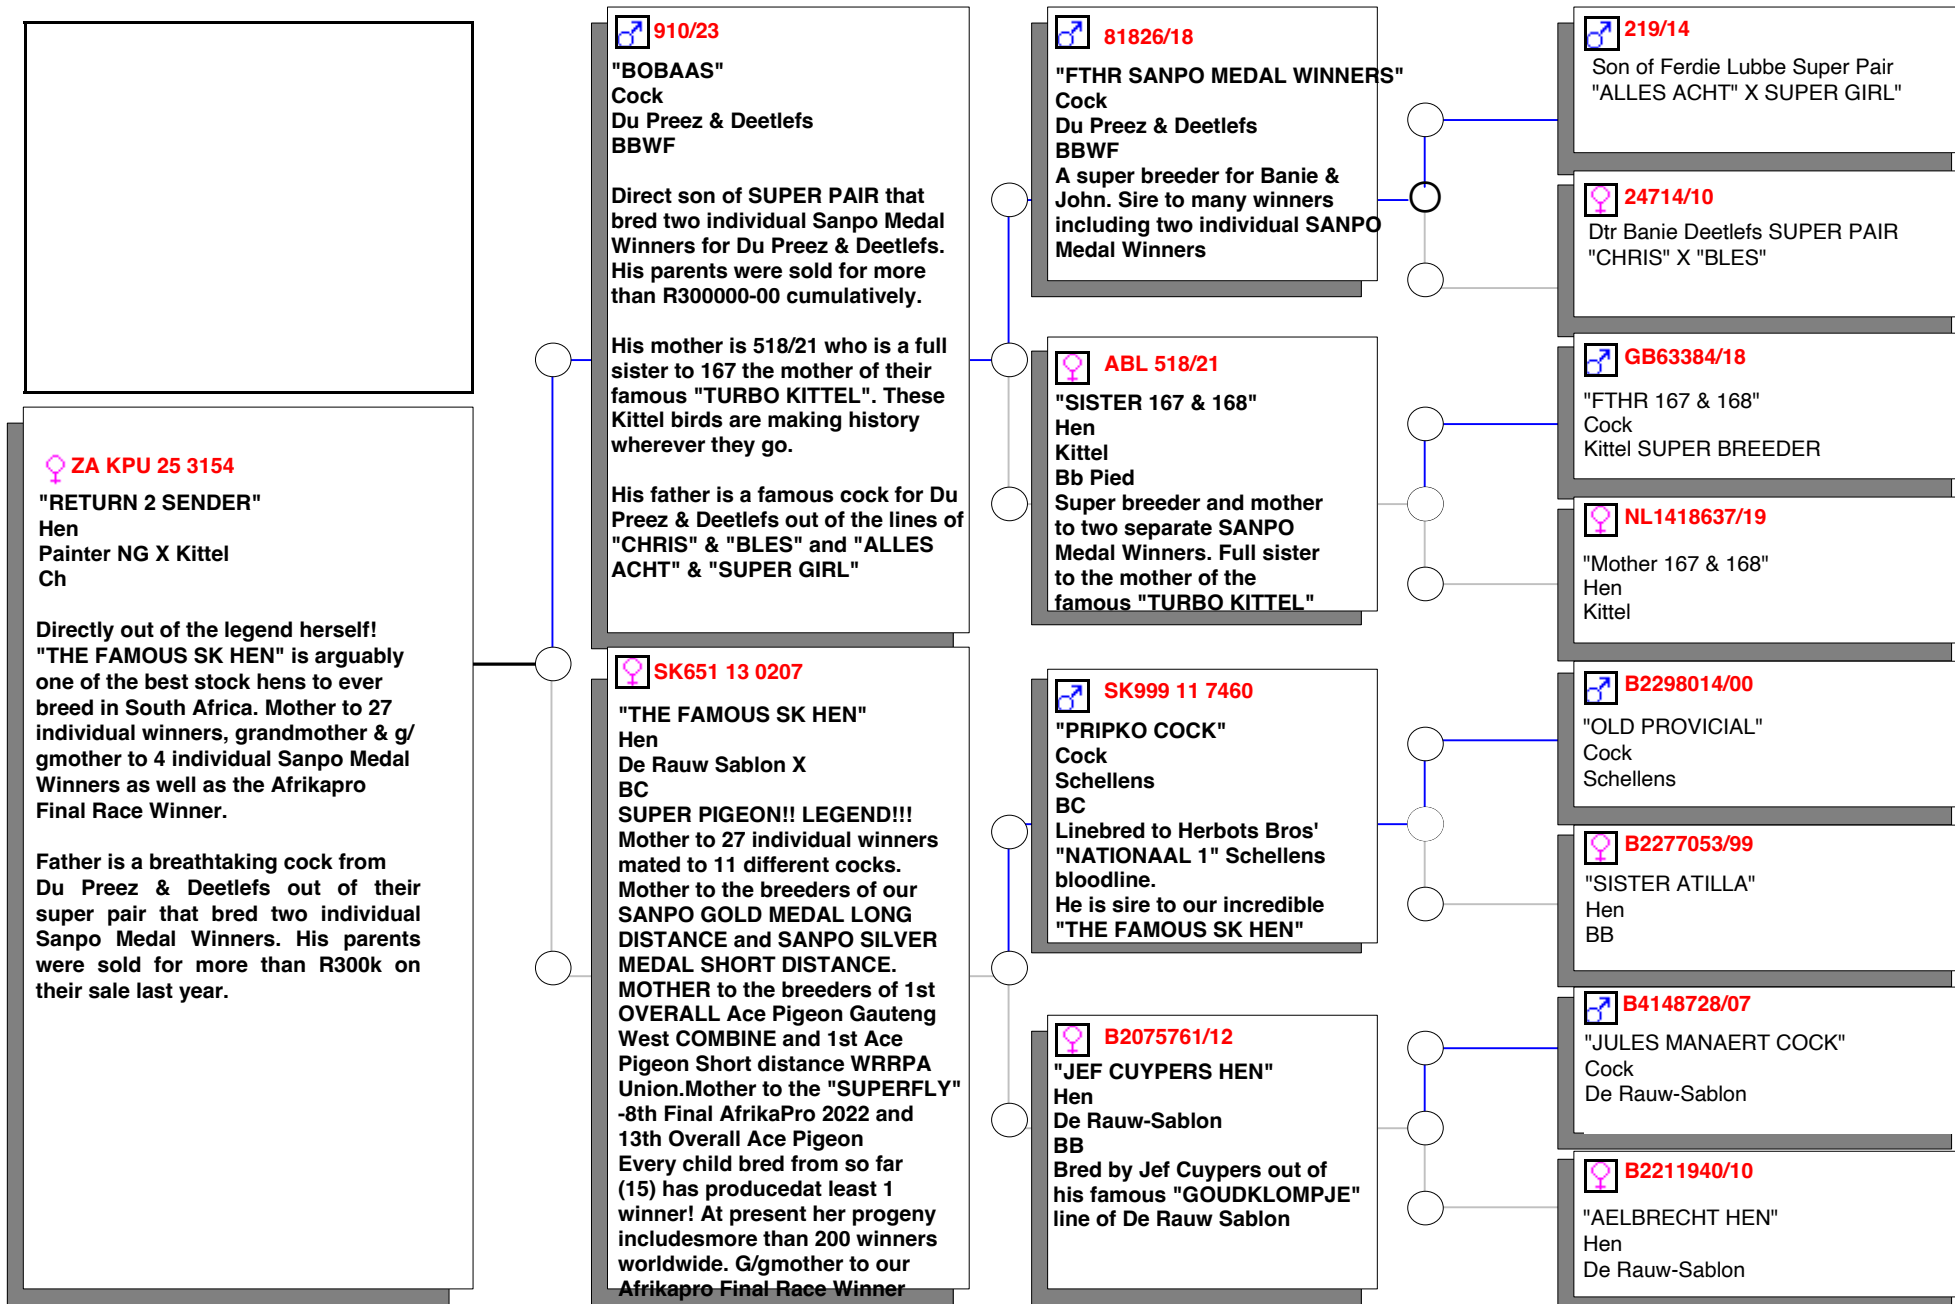 ZA KPU 25 3154
"RETURN 2 SENDER"
Hen
Painter NG X Kittel
Ch
Directly out of the legend herself!
"THE FAMOUS SK HEN" is arguably
one of the best stock hens to ever
breed in South Africa. Mother to 27
individual winners, grandmother & g/
gmother to 4 individual Sanpo Medal
Winners as well as the Afrikapro
Final Race Winner.
Father is a breathtaking cock from
Du Preez & Deetlefs out of their
super pair that bred two individual
Sanpo Medal Winners. His parents
were sold for more than R300k on
their sale last year.
910/23
"BOBAAS"
Cock
Du Preez & Deetlefs
BBWF
Direct son of SUPER PAIR that
bred two individual Sanpo Medal
Winners for Du Preez & Deetlefs.
His parents were sold for more
than R300000-00 cumulatively.
His mother is 518/21 who is a full
sister to 167 the mother of their
famous "TURBO KITTEL". These
Kittel birds are making history
wherever they go.
His father is a famous cock for Du
Preez & Deetlefs out of the lines of
"CHRIS" & "BLES" and "ALLES
ACHT" & "SUPER GIRL"
SK651 13 0207
"THE FAMOUS SK HEN"
Hen
De Rauw Sablon X
BC
SUPER PIGEON!! LEGEND!!!
Mother to 27 individual winners
mated to 11 different cocks.
Mother to the breeders of our
SANPO GOLD MEDAL LONG
DISTANCE and SANPO SILVER
MEDAL SHORT DISTANCE.
MOTHER to the breeders of 1st
OVERALL Ace Pigeon Gauteng
West COMBINE and 1st Ace
Pigeon Short distance WRRPA
Union.Mother to the "SUPERFLY"
-8th Final AfrikaPro 2022 and
13th Overall Ace Pigeon
Every child bred from so far
(15) has producedat least 1
winner! At present her progeny
includesmore than 200 winners
worldwide. G/gmother to our
Afrikapro Final Race Winner
81826/18
"FTHR SANPO MEDAL WINNERS"
Cock
Du Preez & Deetlefs
BBWF
A super breeder for Banie &
John. Sire to many winners
including two individual SANPO
Medal Winners
ABL 518/21
"SISTER 167 & 168"
Hen
Kittel
Bb Pied
Super breeder and mother
to two separate SANPO
Medal Winners. Full sister
to the mother of the
famous "TURBO KITTEL"
SK999 11 7460
"PRIPKO COCK"
Cock
Schellens
BC
Linebred to Herbots Bros'
"NATIONAAL 1" Schellens
bloodline.
He is sire to our incredible
"THE FAMOUS SK HEN"
B2075761/12
"JEF CUYPERS HEN"
Hen
De Rauw-Sablon
BB
Bred by Jef Cuypers out of
his famous "GOUDKLOMPJE"
line of De Rauw Sablon
219/14
Son of Ferdie Lubbe Super Pair
"ALLES ACHT" X SUPER GIRL"
24714/10
Dtr Banie Deetlefs SUPER PAIR
"CHRIS" X "BLES"
GB63384/18
"FTHR 167 & 168"
Cock
Kittel SUPER BREEDER
NL1418637/19
"Mother 167 & 168"
Hen
Kittel
B2298014/00
"OLD PROVICIAL"
Cock
Schellens
B2277053/99
"SISTER ATILLA"
Hen
BB
B4148728/07
"JULES MANAERT COCK"
Cock
De Rauw-Sablon
B2211940/10
"AELBRECHT HEN"
Hen
De Rauw-Sablon